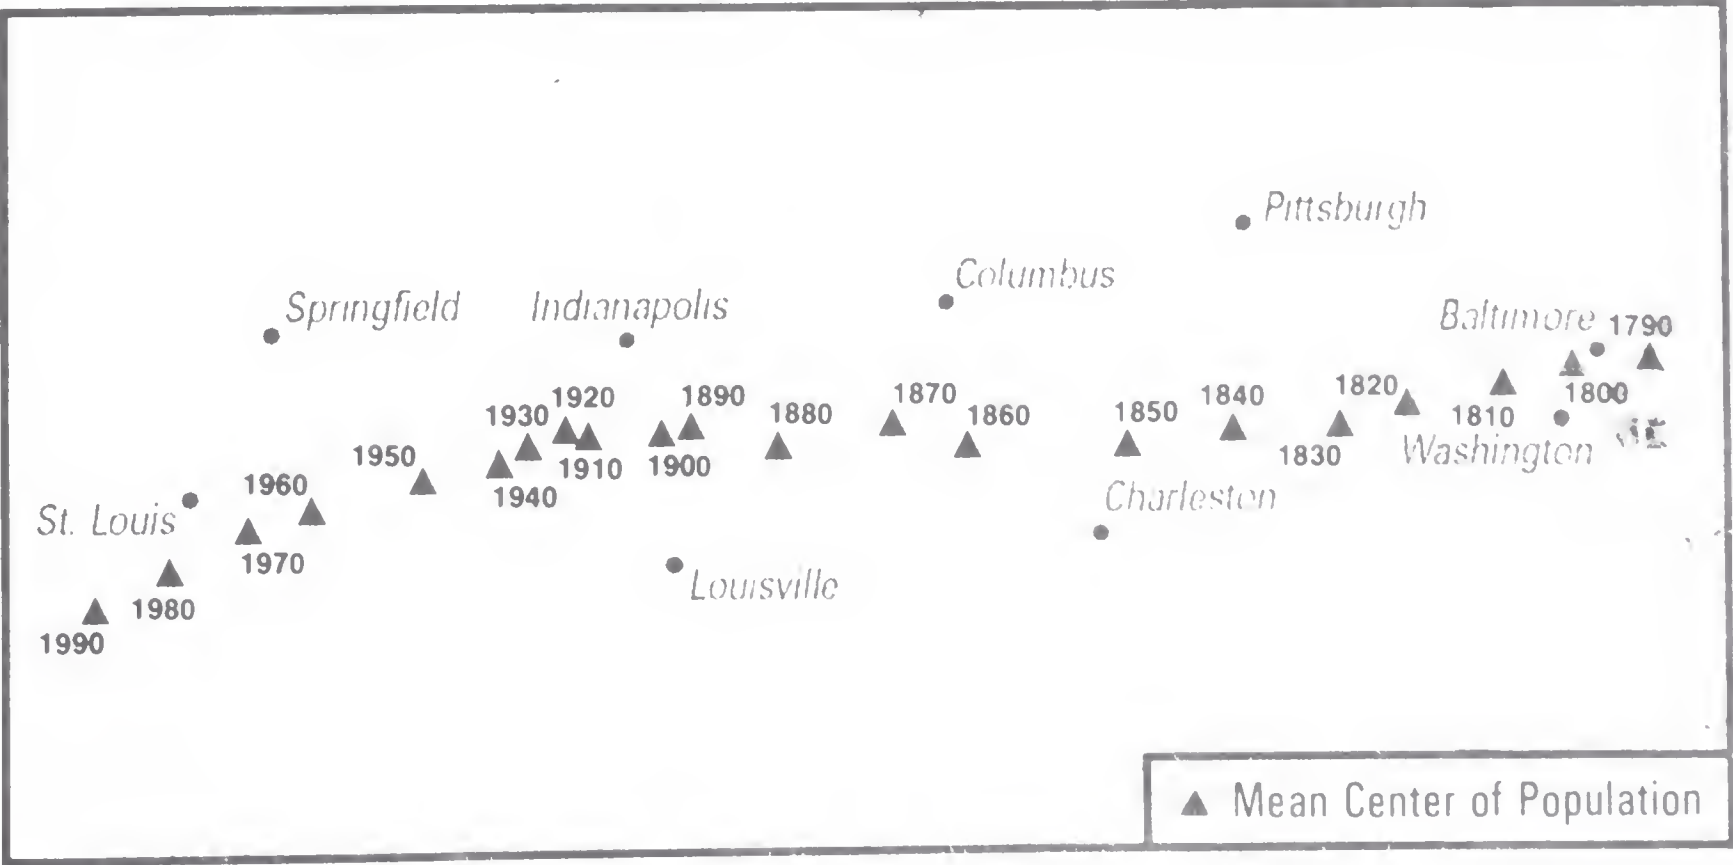 Pittsburgh
Columbus
Springfield
Indianapolis
Baltimore
1790
1920
1930
1890
1870
1880
1860
1850
1840
1820
1800
1810
1830
Washington
1950
1910
1900
1940
1960
Charleston
St. Louis
1970
Louisville
1980
1990
▲ Mean Center of Population